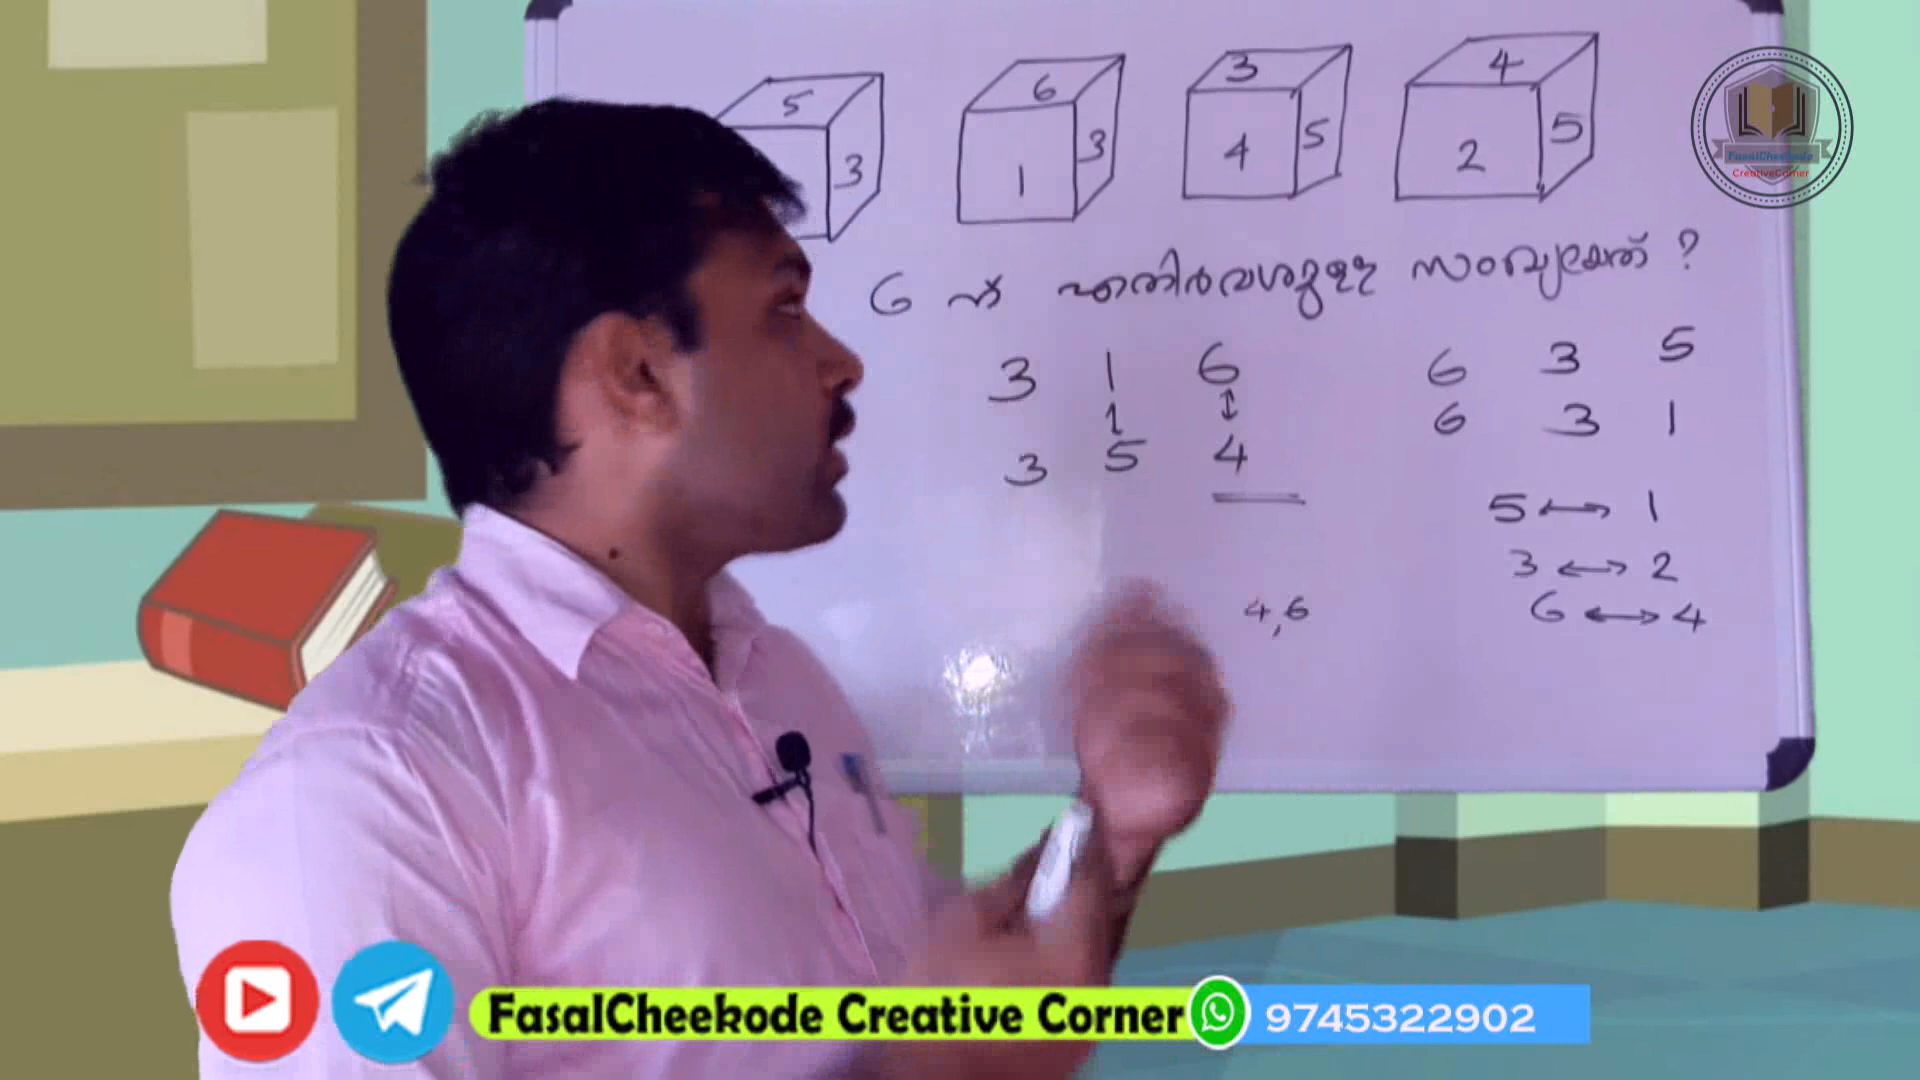 5
3
6
1
3
3
4
5
4
2
5
FasalCheekode
CreativeCorner
6 ന് എതിർവശമുള്ള സംഖ്യയേത് ?
3 1 6
3 5 4
6 3 5
6 3 1
5 ↔ 1
3 ↔ 2
6 ↔ 4
4,6
FasalCheekode Creative Corner
9745322902